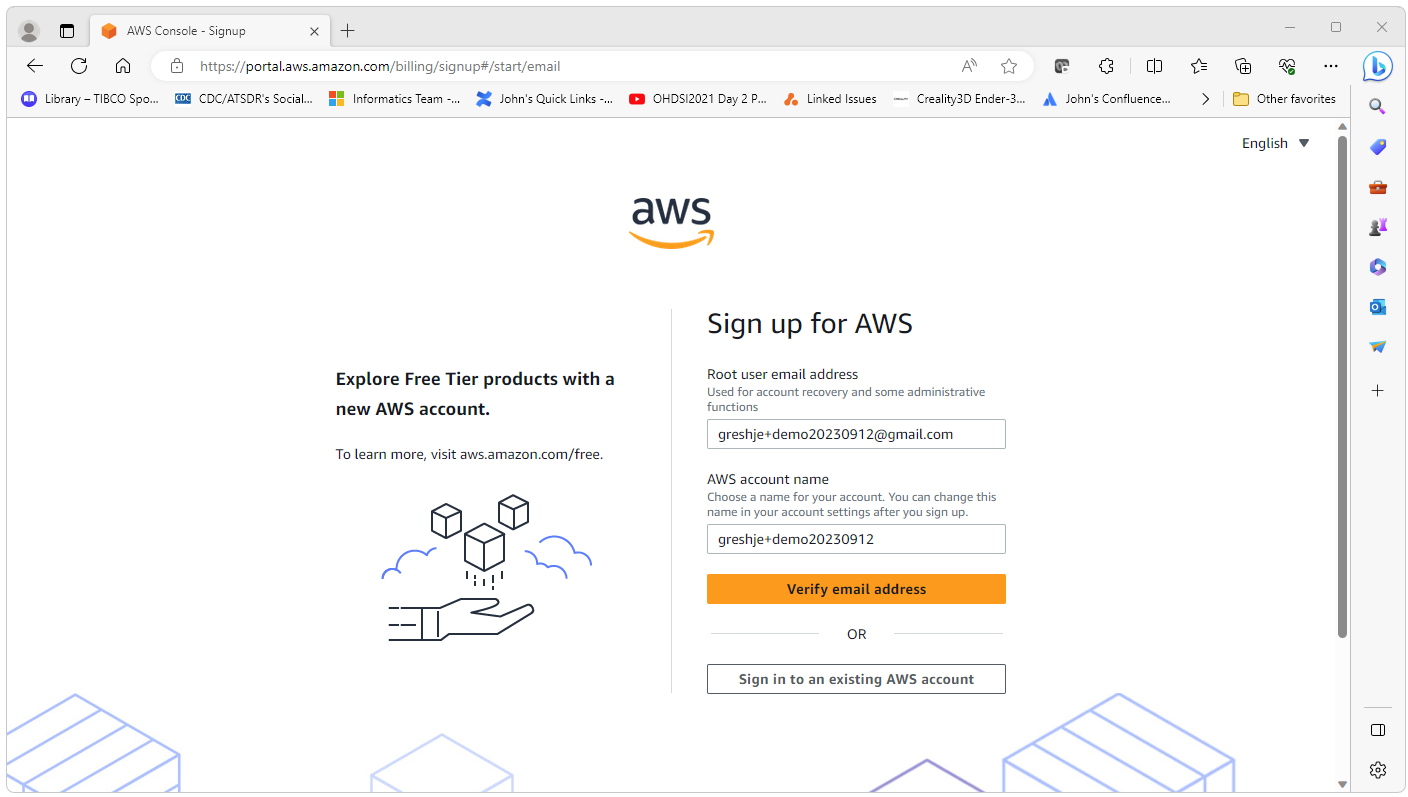 AWS Console - Signup
https://portal.aws.amazon.com/billing/signup#/start/email
Library – TIBCO Spo...
CDC CDC/ATSDR's Social...
Informatics Team -...
John's Quick Links -...
OHDSI2021 Day 2 P...
Linked Issues
Creality3D Ender-3...
John's Confluence...
Other favorites
English
aws
Explore Free Tier products with a
new AWS account.
To learn more, visit aws.amazon.com/free.
Sign up for AWS
Root user email address
Used for account recovery and some administrative
functions
greshje+demo20230912@gmail.com
AWS account name
Choose a name for your account. You can change this
name in your account settings after you sign up.
greshje+demo20230912
Verify email address
OR
Sign in to an existing AWS account